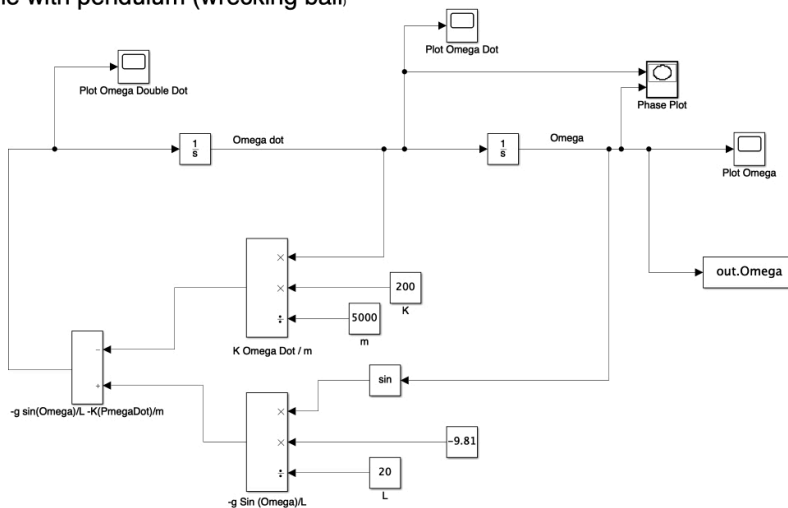 with pendulum (wrecking ball)
Plot Omega Dot
Plot Omega Double Dot
Phase Plot
1
s
Omega dot
1
s
Omega
Plot Omega
out.Omega
×
×
÷
200
K
5000
m
K Omega Dot / m
−
+
-g sin(Omega)/L -K(PmegaDot)/m
sin
×
×
÷
-9.81
20
L
-g Sin (Omega)/L